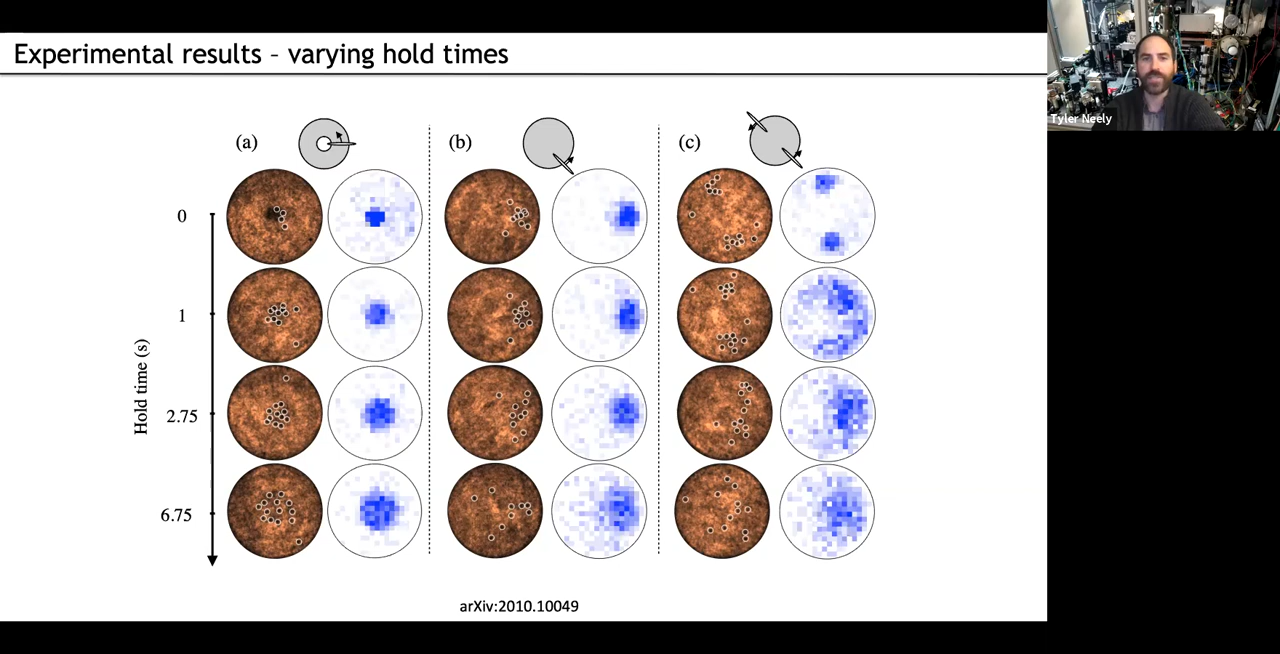 Experimental results – varying hold times
Tyler Neely
(a)
(b)
(c)
0
1
2.75
6.75
Hold time (s)
arXiv:2010.10049